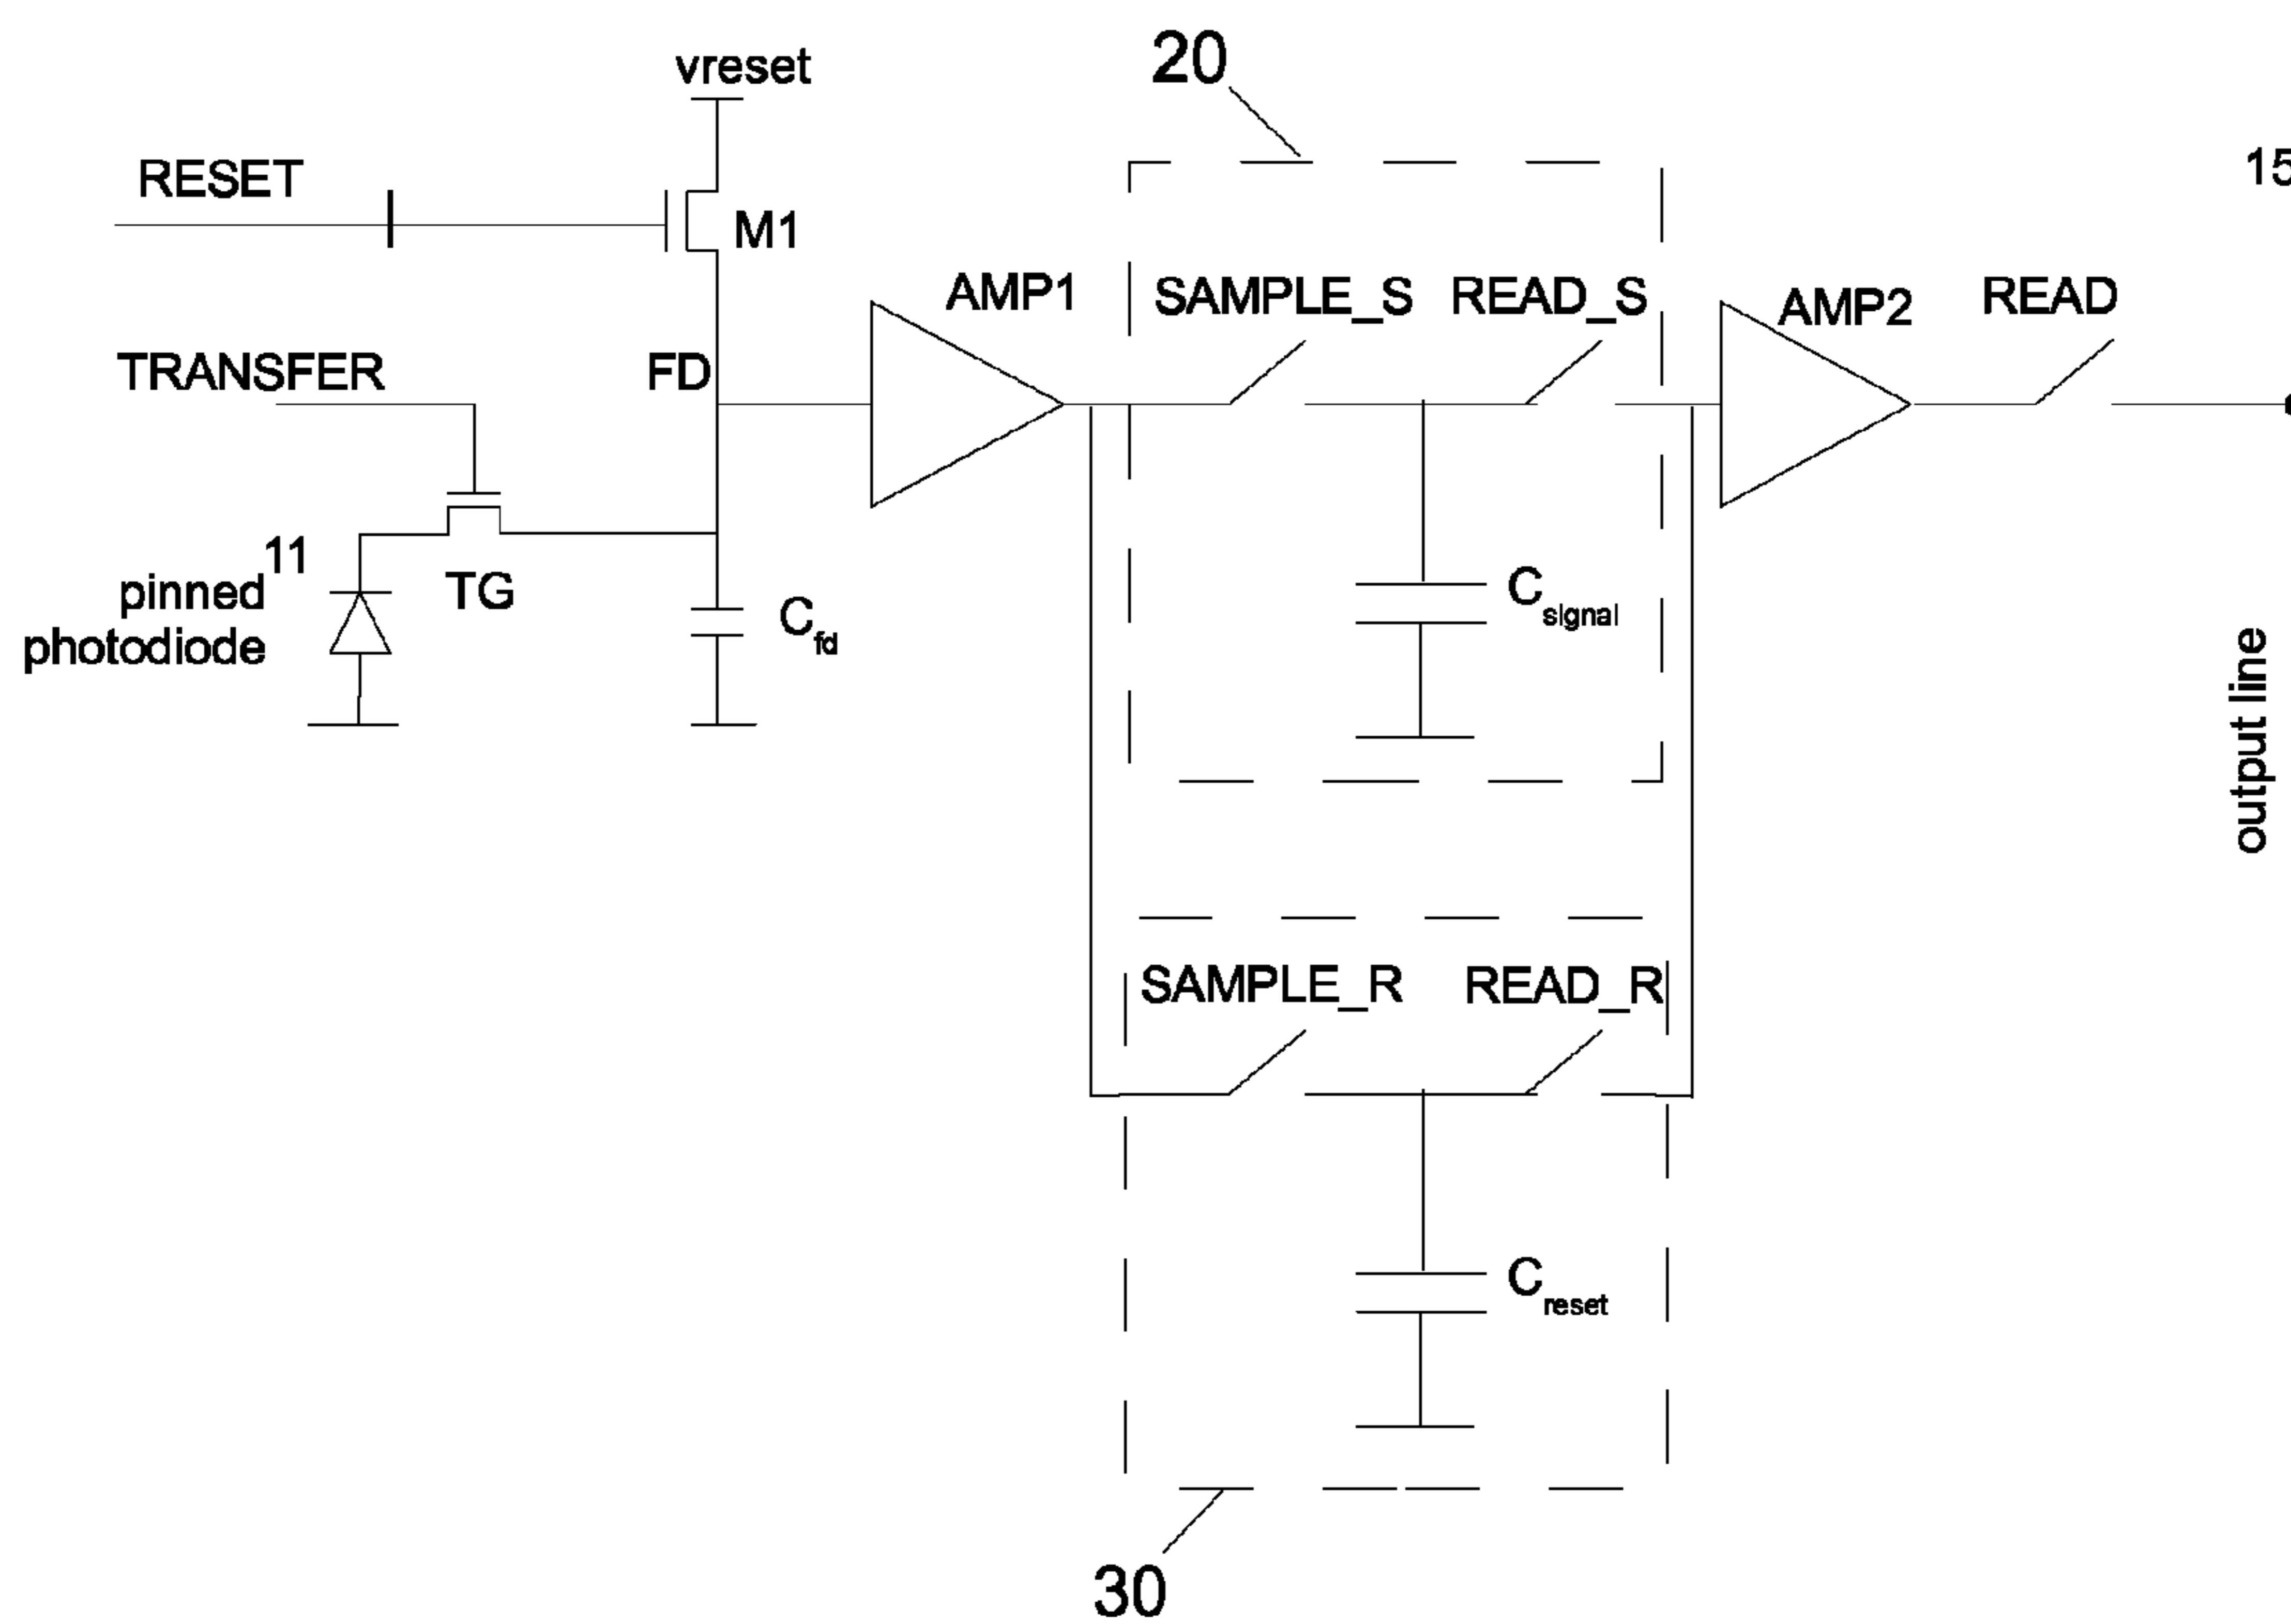 20
vreset
15
RESET
M1
AMP1
SAMPLE_S
READ_S
AMP2
READ
TRANSFER
FD
11
pinned
photodiode
TG
Cfd
Csignal
output line
SAMPLE_R
READ_R
Creset
30